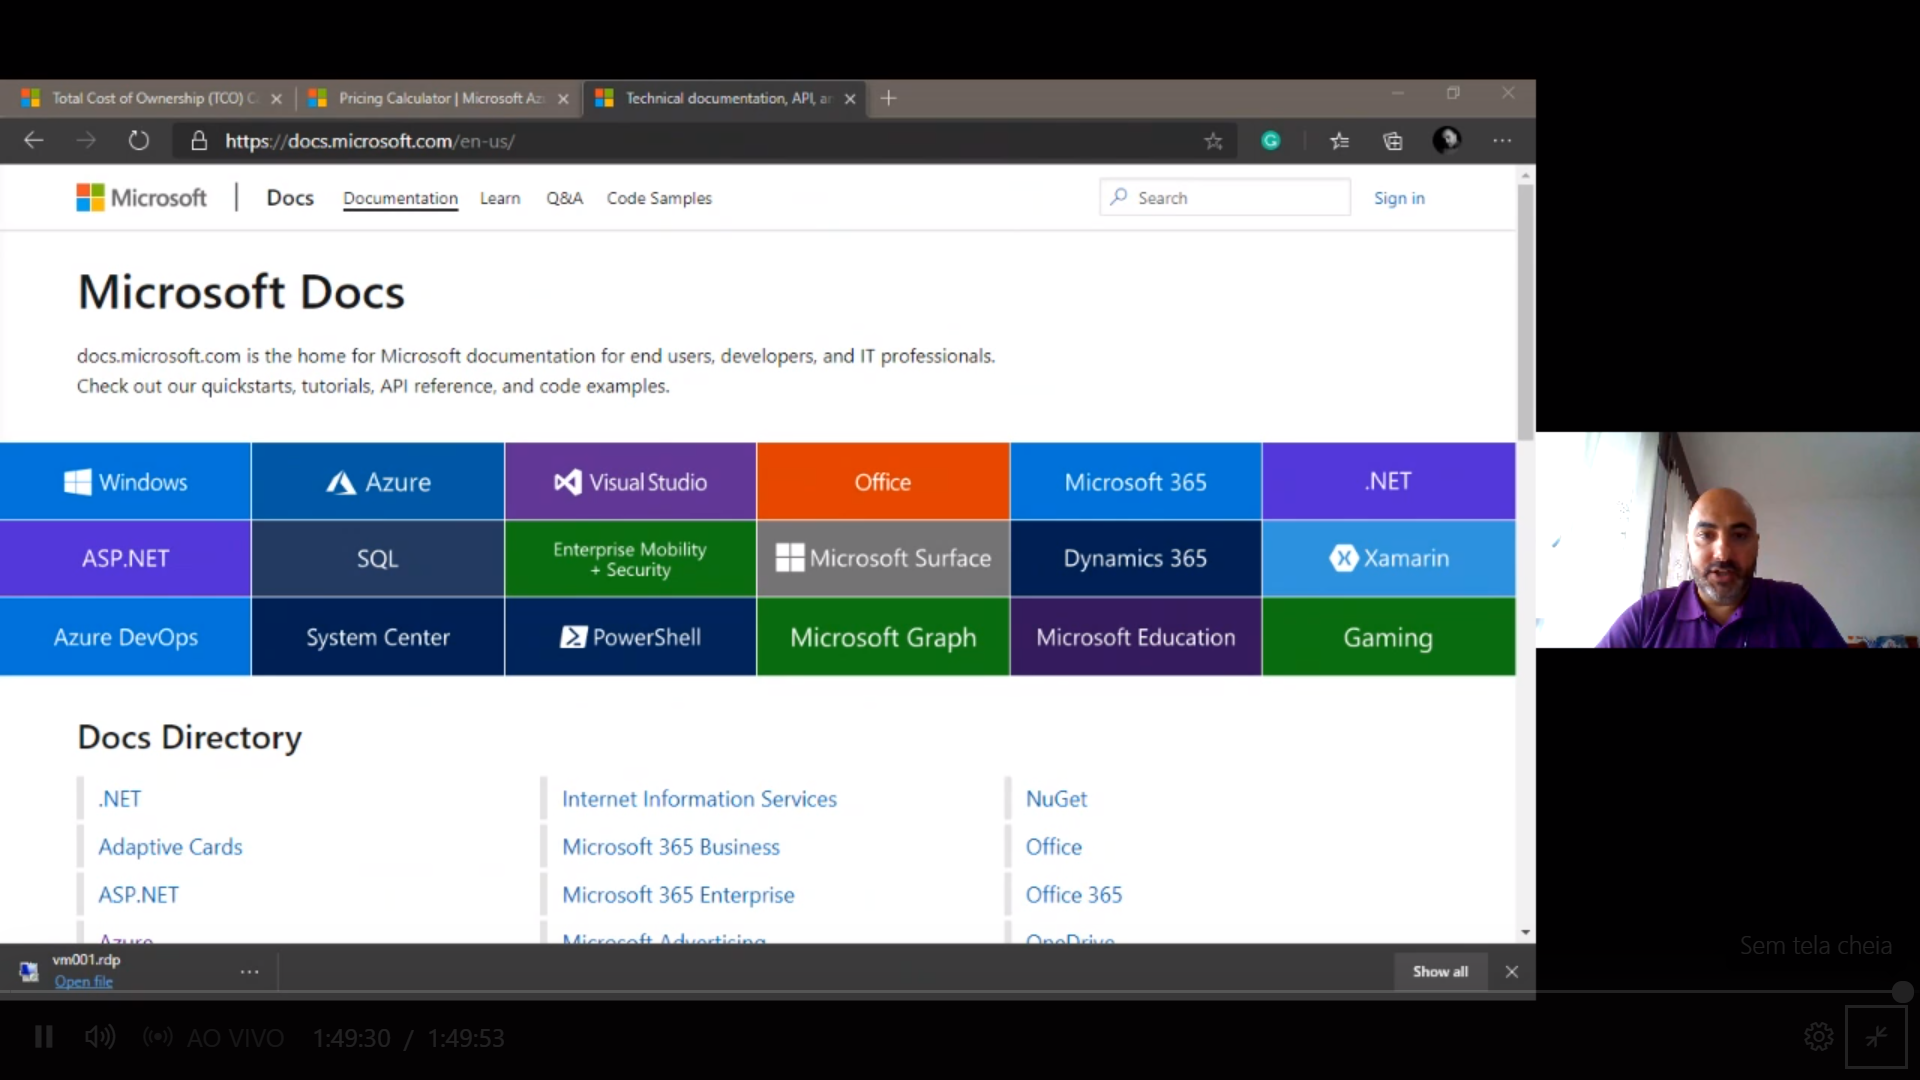 Total Cost of Ownership (TCO) C
Pricing Calculator | Microsoft Az
Technical documentation, API, ar
https://docs.microsoft.com/en-us/
Microsoft
Docs
Documentation
Learn
Q&A
Code Samples
Search
Sign in
Microsoft Docs
docs.microsoft.com is the home for Microsoft documentation for end users, developers, and IT professionals.
Check out our quickstarts, tutorials, API reference, and code examples.
Windows
Azure
Visual Studio
Office
Microsoft 365
.NET
ASP.NET
SQL
Enterprise Mobility
+ Security
Microsoft Surface
Dynamics 365
Xamarin
Azure DevOps
System Center
PowerShell
Microsoft Graph
Microsoft Education
Gaming
Docs Directory
.NET
Internet Information Services
NuGet
Adaptive Cards
Microsoft 365 Business
Office
ASP.NET
Microsoft 365 Enterprise
Office 365
Azure
Microsoft Advertising
OneDrive
vm001.rdp
Open file
Show all
Sem tela cheia
AO VIVO
1:49:30 / 1:49:53